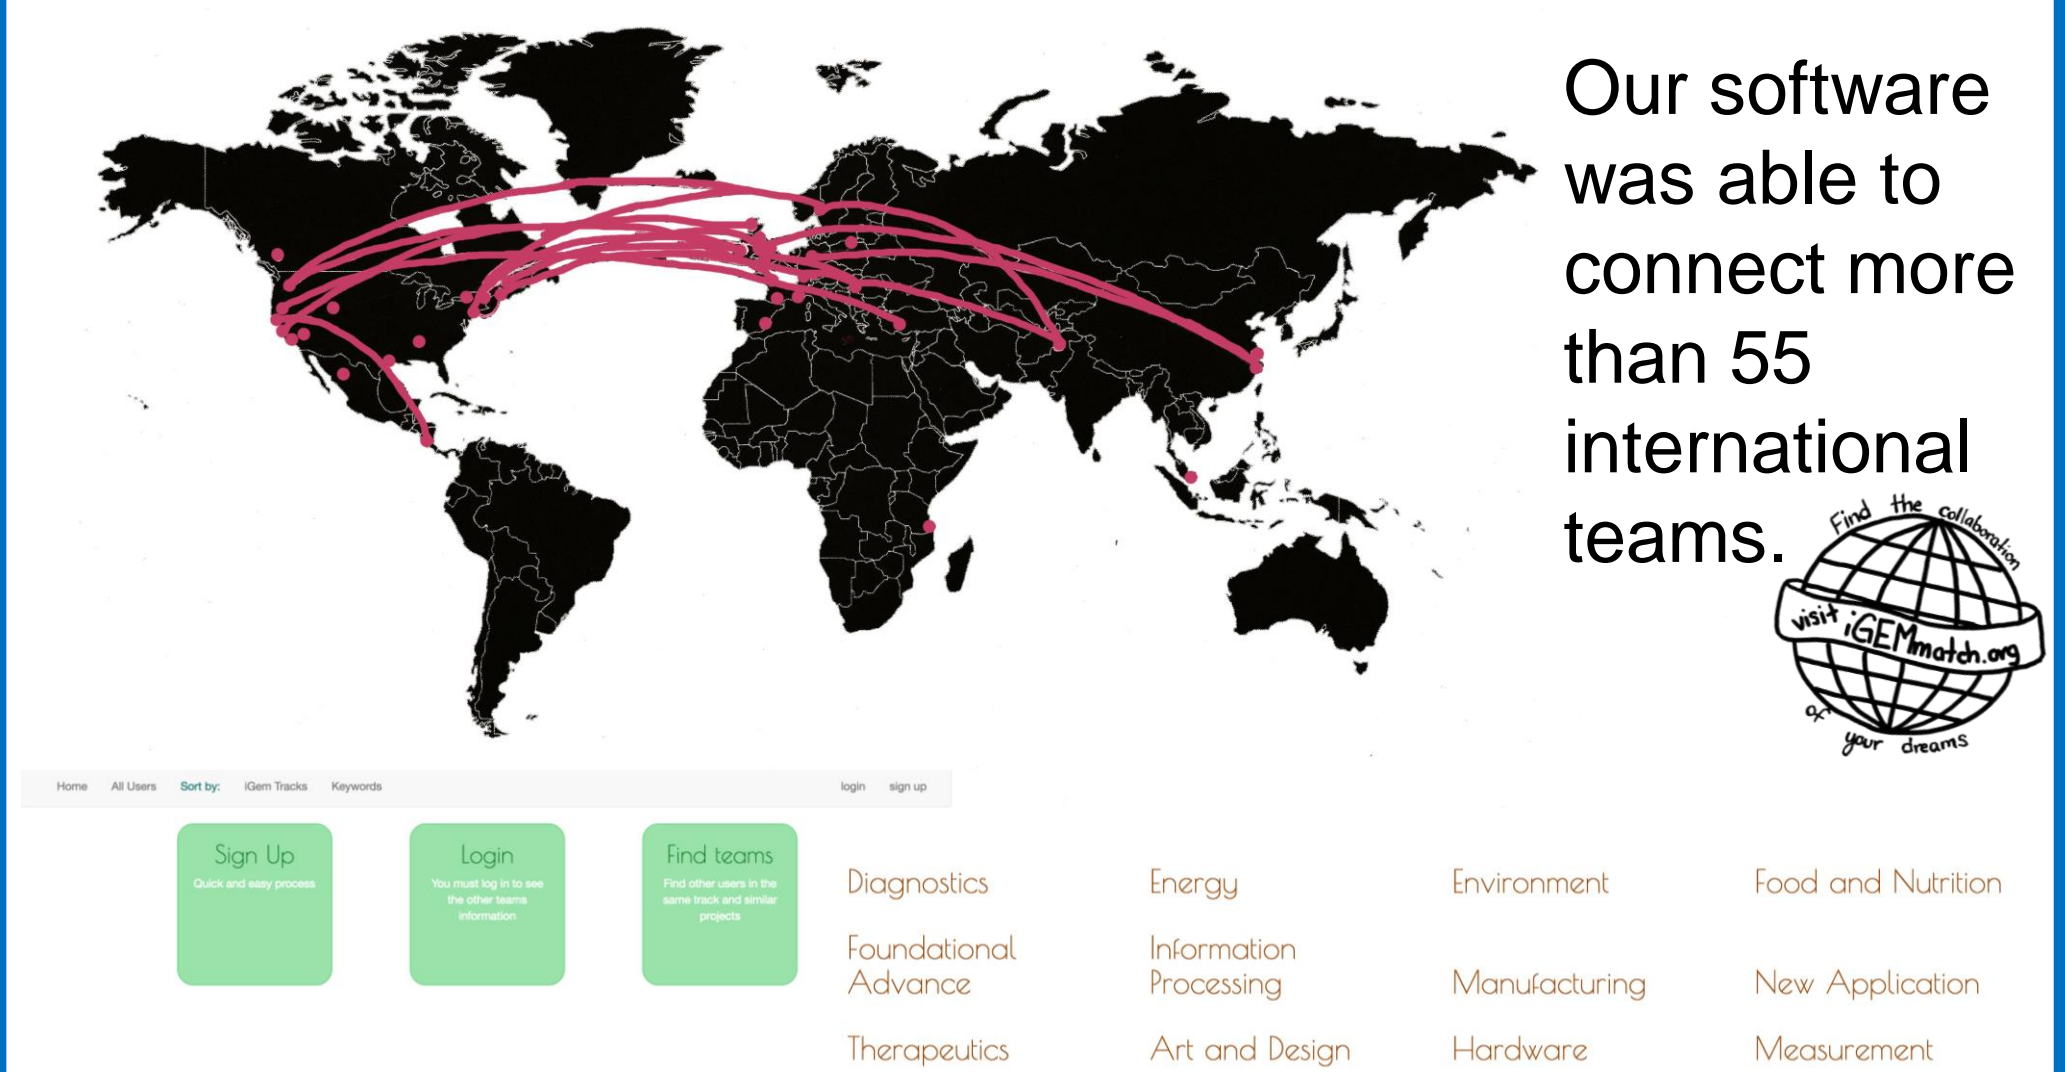 Our software
was able to
connect more
than 55
international
teams.
Find the collaboration
visit iGEMmatch.org
of
your dreams
Home All Users Sort by: iGem Tracks Keywords login sign up
Sign Up
Quick and easy process
Login
You must log in to see
the other teams
information
Find teams
Find other users in the
same track and similar
projects
Diagnostics Energy Environment Food and Nutrition
Foundational
Advance
Information
Processing
Manufacturing
New Application
Therapeutics Art and Design Hardware Measurement